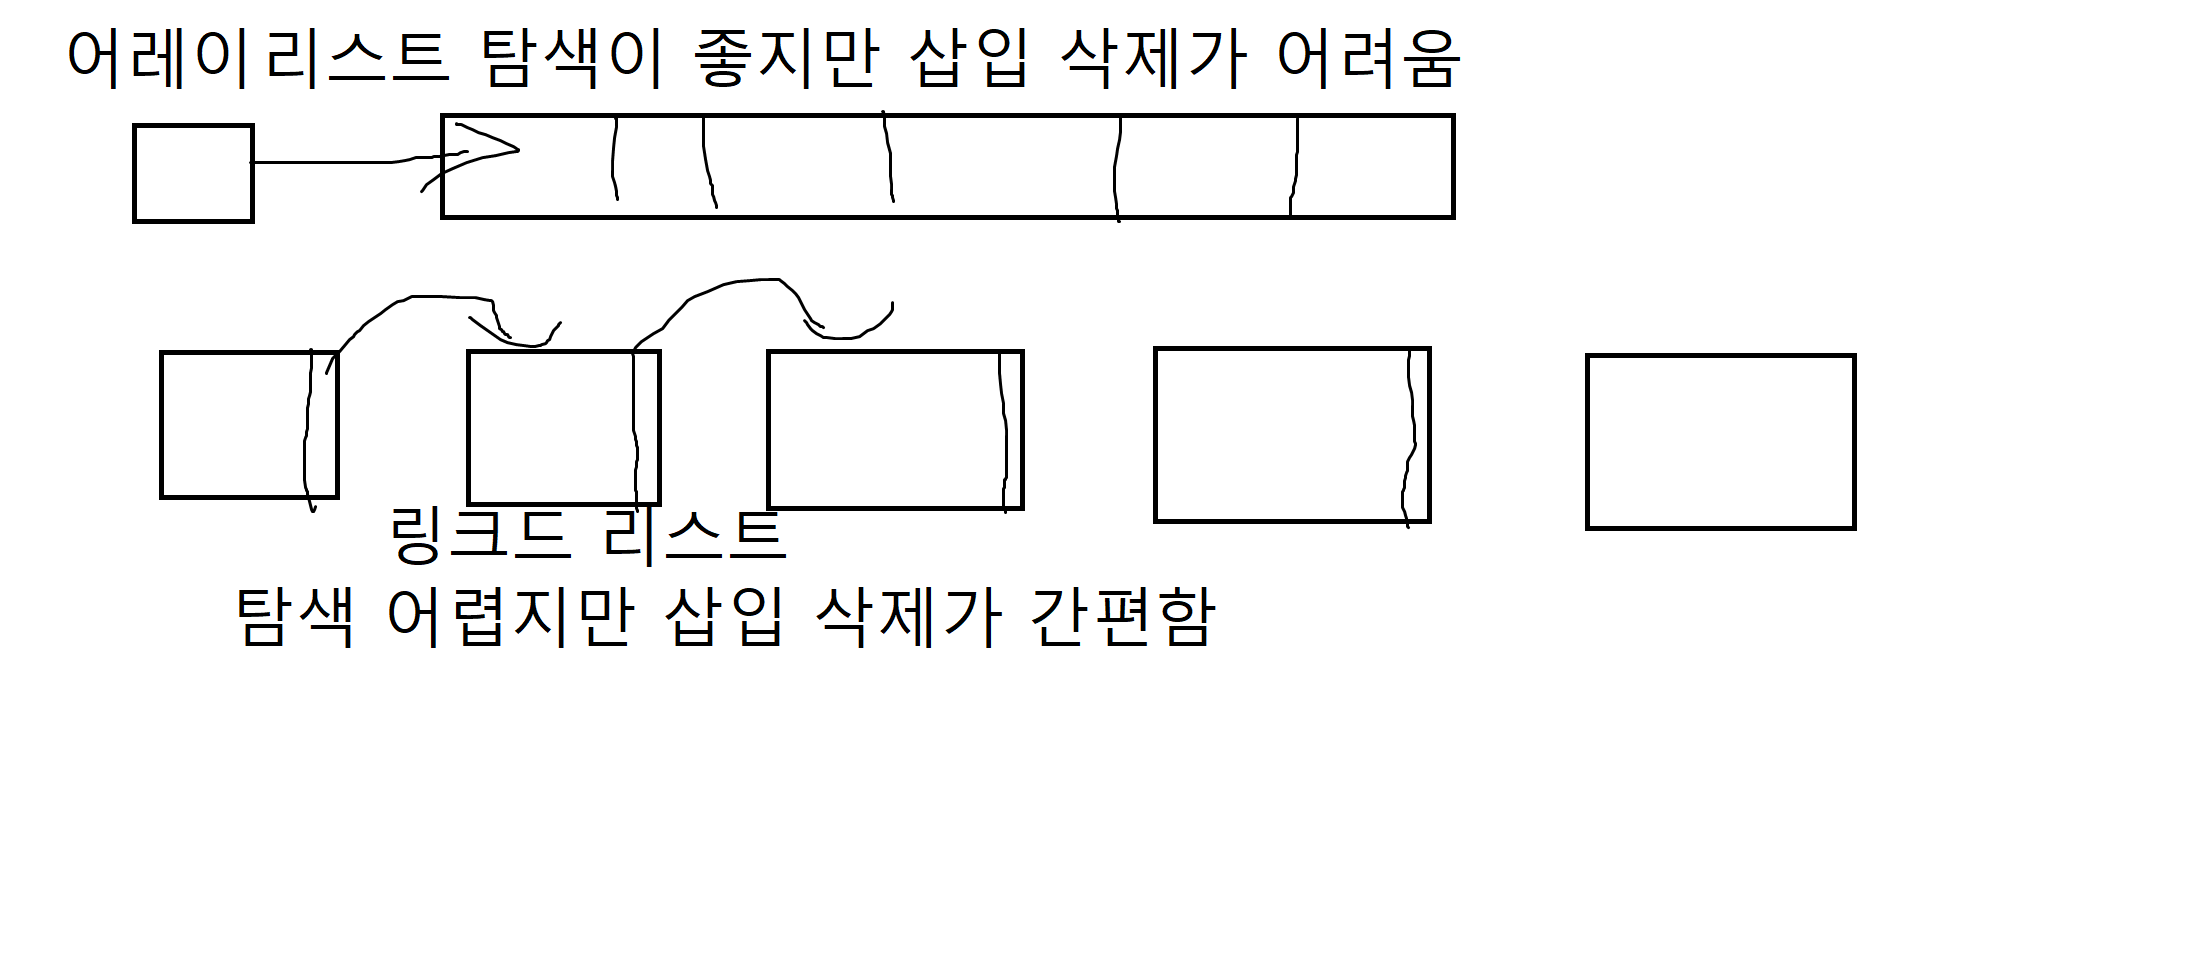 어레이리스트 탐색이 좋지만 삽입 삭제가 어려움
링크드 리스트
탐색 어렵지만 삽입 삭제가 간편함